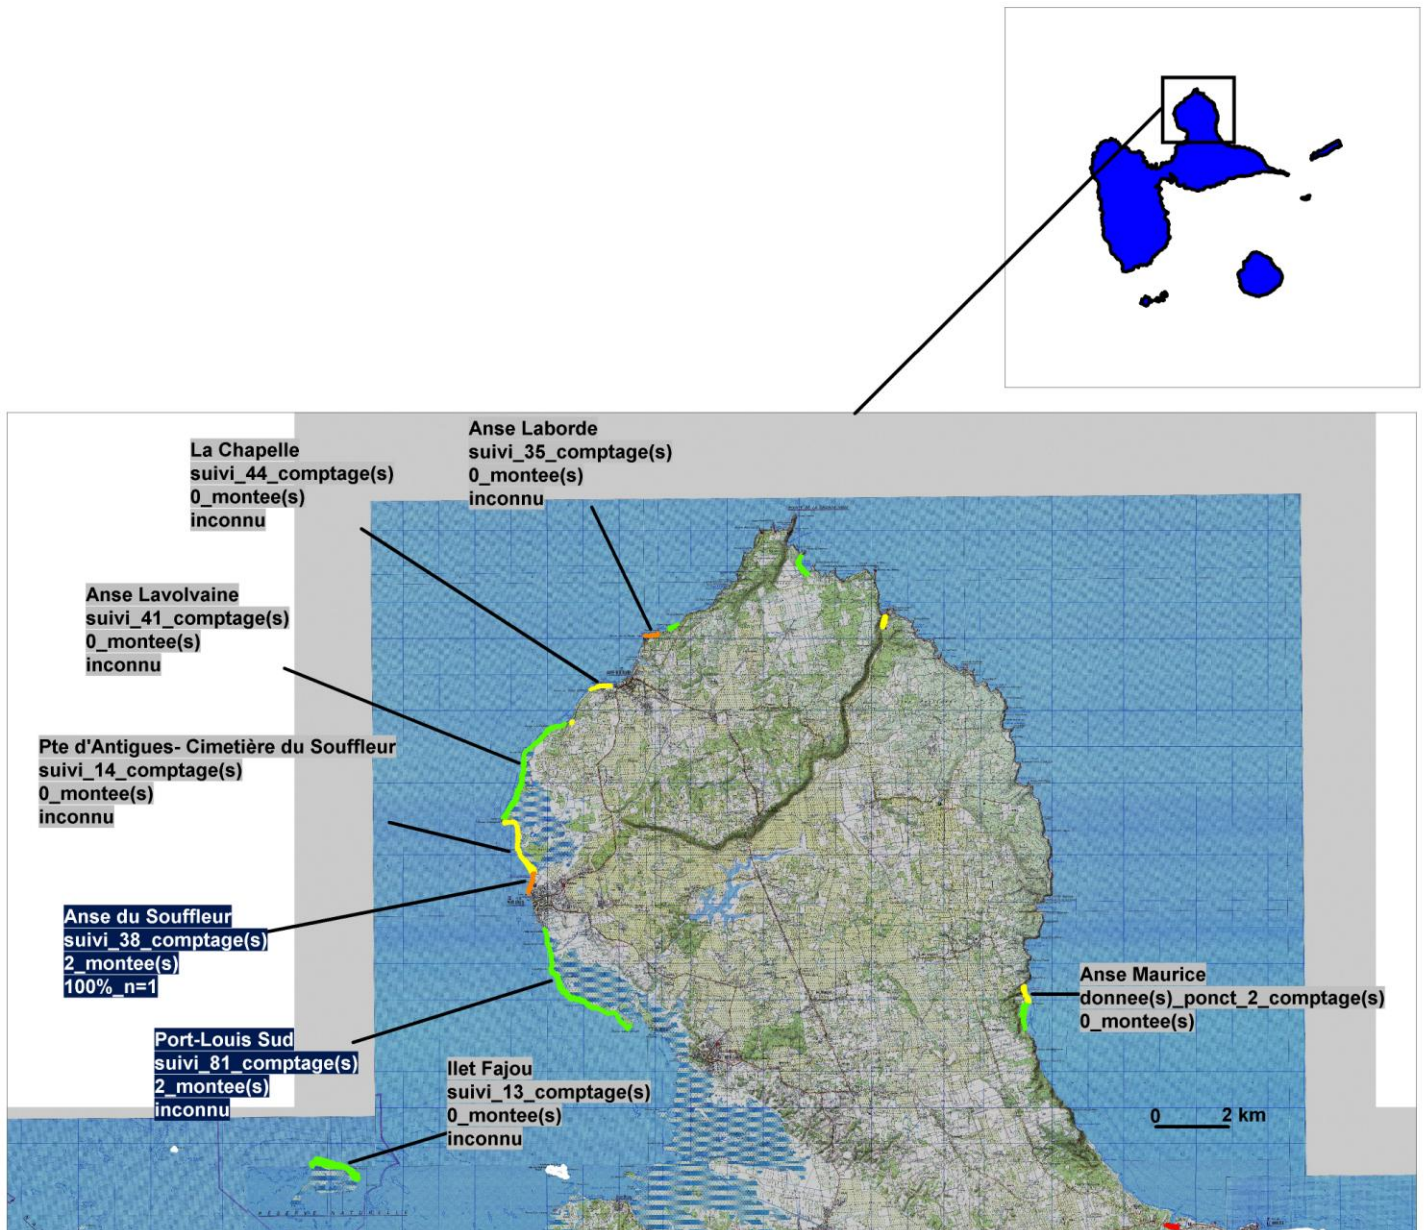 Anse Laborde
suivi_35_comptage(s)
0_montee(s)
inconnu
La Chapelle
suivi_44_comptage(s)
0_montee(s)
inconnu
Anse Lavolvaine
suivi_41_comptage(s)
0_montee(s)
inconnu
Pte d'Antigues- Cimetière du Souffleur
suivi_14_comptage(s)
0_montee(s)
inconnu
Anse du Souffleur
suivi_38_comptage(s)
2_montee(s)
100%_n=1
Port-Louis Sud
suivi_81_comptage(s)
2_montee(s)
inconnu
Ilet Fajou
suivi_13_comptage(s)
0_montee(s)
inconnu
Anse Maurice
donnee(s)_ponct_2_comptage(s)
0_montee(s)
0 2 km
RÉSERVE NATURELLE